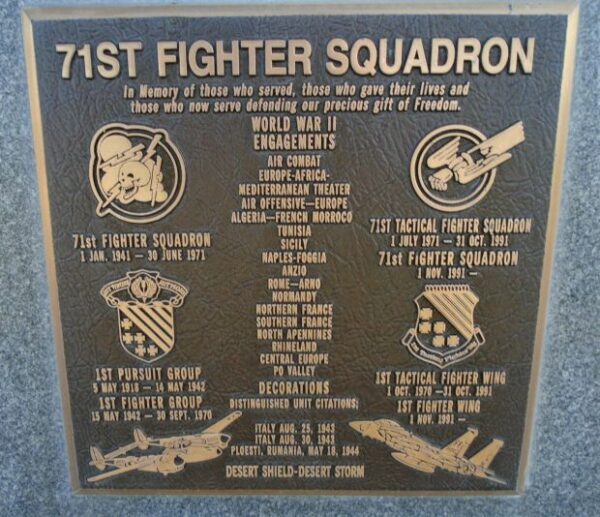 71ST FIGHTER SQUADRON
In Memory of those who served, those who gave their lives and
those who now serve defending our precious gift of Freedom.
WORLD WAR II
ENGAGEMENTS
AIR COMBAT
EUROPE-AFRICA-
MEDITERRANEAN THEATER
AIR OFFENSIVE—EUROPE
ALGERIA—FRENCH MORROCO
TUNISIA
SICILY
NAPLES-FOGGIA
ANZIO
ROME—ARNO
NORMANDY
NORTHERN FRANCE
SOUTHERN FRANCE
NORTH APENNINES
RHINELAND
CENTRAL EUROPE
PO VALLEY
DECORATIONS
DISTINGUISHED UNIT CITATIONS:
ITALY AUG. 25, 1943
ITALY AUG. 30, 1943
PLOESTI, RUMANIA, MAY 18, 1944
DESERT SHIELD-DESERT STORM
71st FIGHTER SQUADRON
1 JAN. 1941 — 30 JUNE 1971
1ST PURSUIT GROUP
5 MAY 1918 — 14 MAY 1942
1ST FIGHTER GROUP
15 MAY 1942 — 30 SEPT. 1970
71ST TACTICAL FIGHTER SQUADRON
1 JULY 1971 — 31 OCT. 1991
71st FIGHTER SQUADRON
1 NOV. 1991 —
1st Tactical Fighter Wing
1ST TACTICAL FIGHTER WING
1 OCT. 1970 —31 OCT. 1991
1ST FIGHTER WING
1 NOV. 1991 —